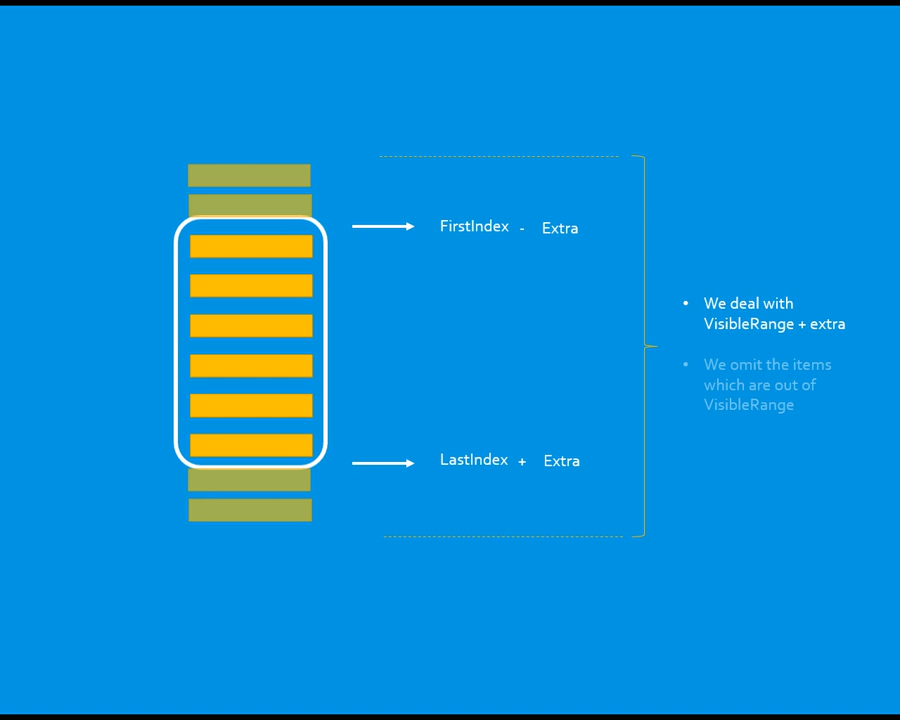 FirstIndex - Extra
• We deal with
VisibleRange + extra
• We omit the items
which are out of
VisibleRange
LastIndex + Extra